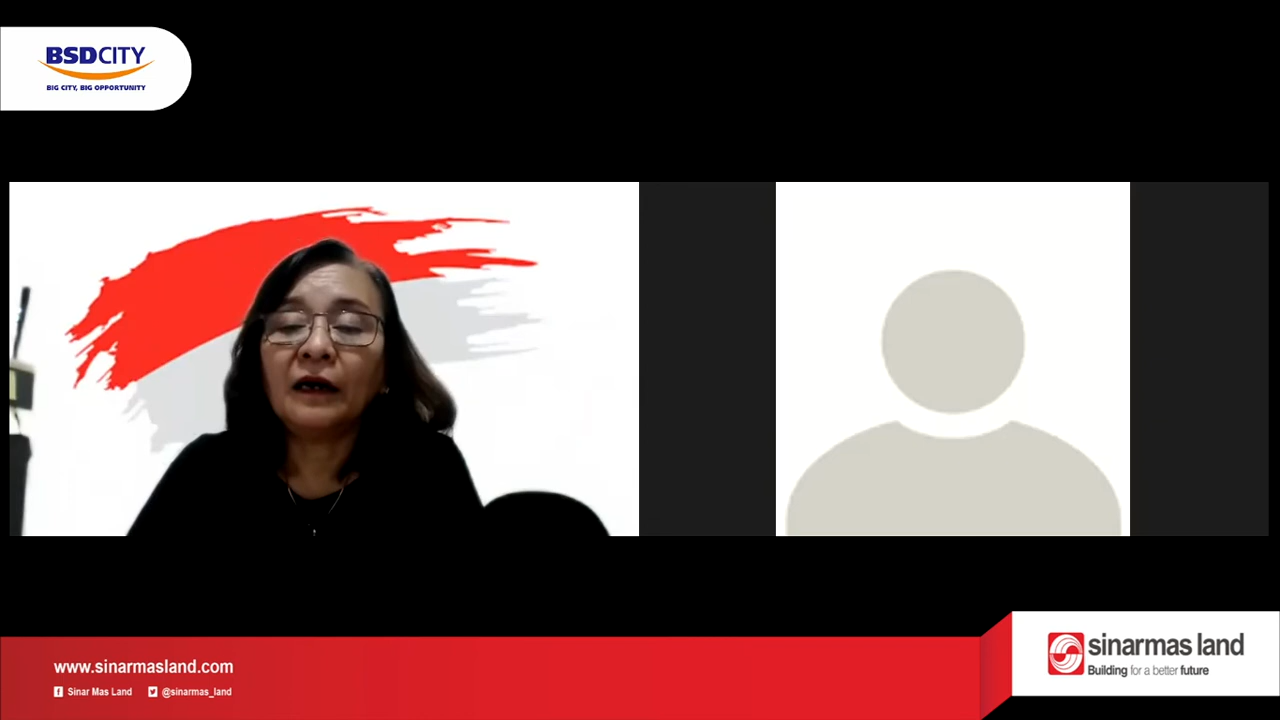 BSDCITY
BIG CITY, BIG OPPORTUNITY
www.sinarmasland.com
Sinar Mas Land @sinarmas_land
sinarmas land
Building for a better future